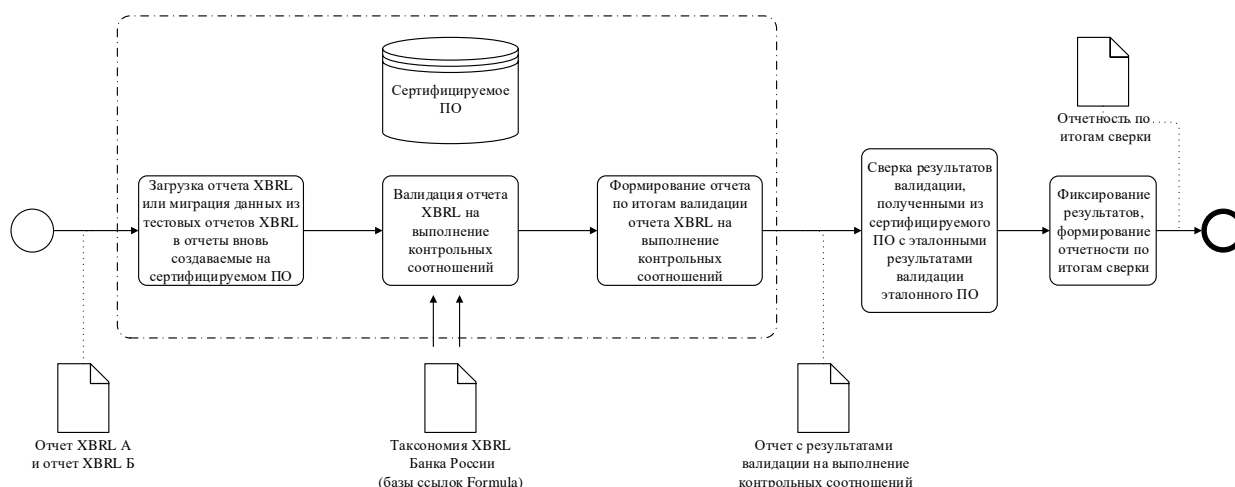 Сертифицируемое
ПО
Отчетность по
итогам сверки
Загрузка отчета XBRL
или миграция данных из
тестовых отчетов XBRL
в отчеты вновь
создаваемые на
сертифицируемом ПО
Валидация отчета
XBRL на
выполнение
контрольных
соотношений
Формирование отчета
по итогам валидации
отчета XBRL на
выполнение
контрольных
соотношений
Сверка результатов
валидации,
полученными из
сертифицируемого
ПО с эталонными
результатами
валидации
эталонного ПО
Фиксирование
результатов,
формирование
отчетности по
итогам сверки
Отчет XBRL А
и отчет XBRL Б
Таксономия XBRL
Банка России
(базы ссылок Formula)
Отчет с результатами
валидации на выполнение
контрольных соотношений